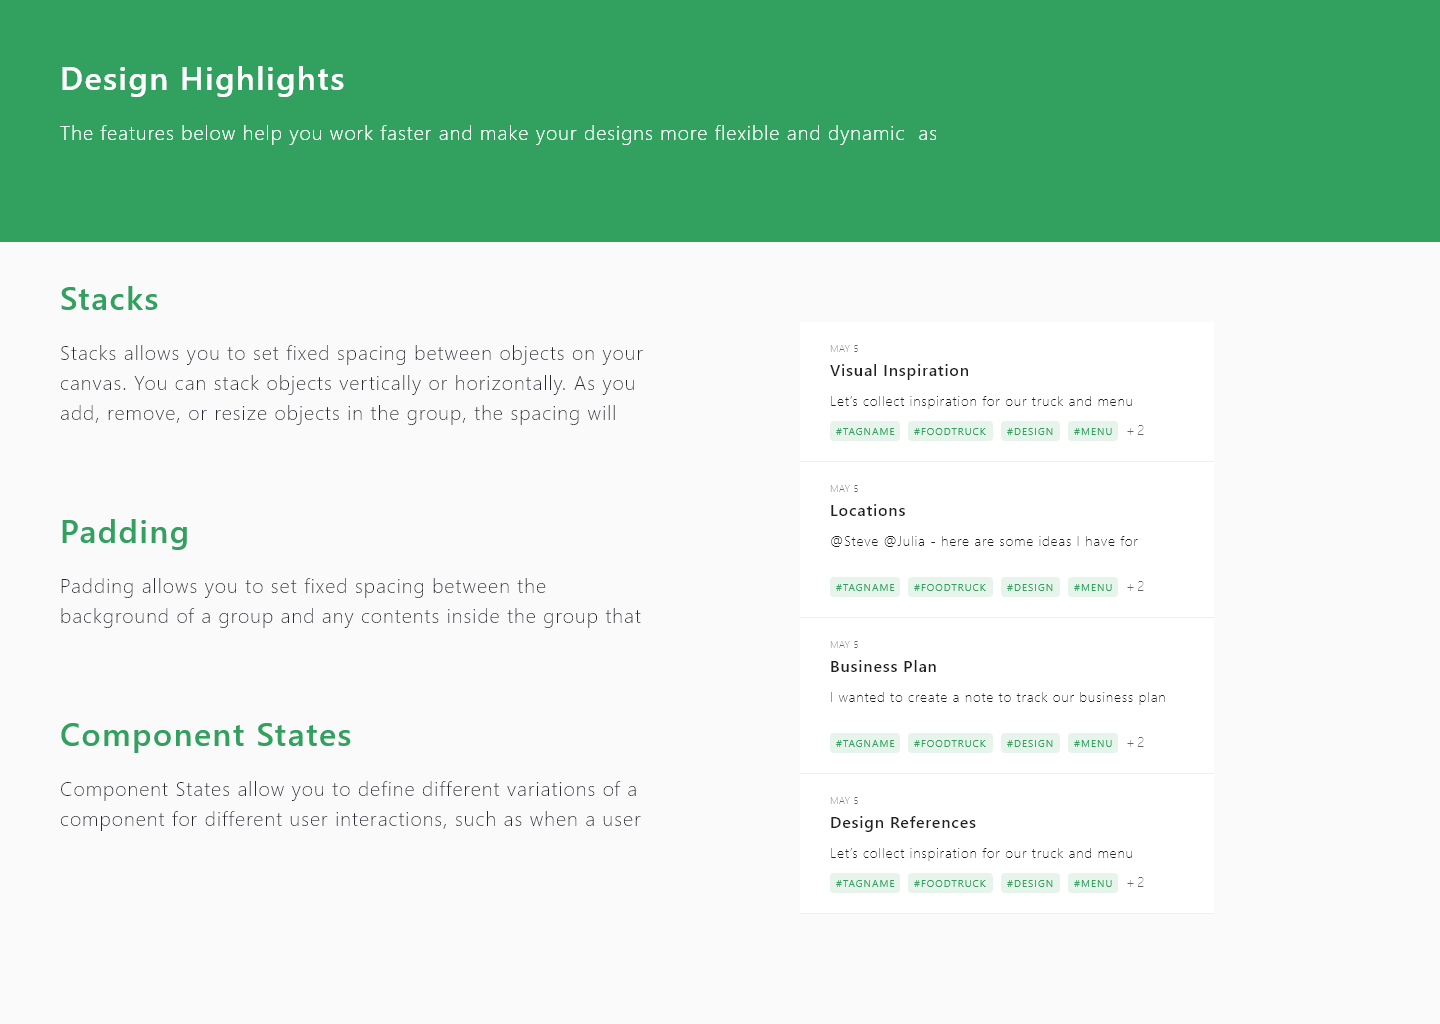 Design Highlights
The features below help you work faster and make your designs more flexible and dynamic  as
Stacks
Stacks allows you to set fixed spacing between objects on your
canvas. You can stack objects vertically or horizontally. As you
add, remove, or resize objects in the group, the spacing will
Padding
Padding allows you to set fixed spacing between the
background of a group and any contents inside the group that
Component States
Component States allow you to define different variations of a
component for different user interactions, such as when a user
MAY 5
Visual Inspiration
Let’s collect inspiration for our truck and menu
#TAGNAME #FOODTRUCK #DESIGN #MENU +2
MAY 5
Locations
@Steve @Julia - here are some ideas I have for
#TAGNAME #FOODTRUCK #DESIGN #MENU +2
MAY 5
Business Plan
I wanted to create a note to track our business plan
#TAGNAME #FOODTRUCK #DESIGN #MENU +2
MAY 5
Design References
Let’s collect inspiration for our truck and menu
#TAGNAME #FOODTRUCK #DESIGN #MENU +2